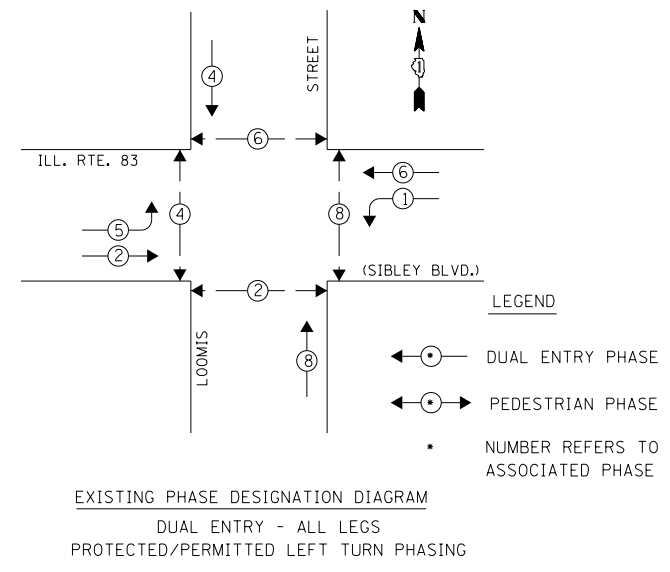 N
1
STREET
4
6
ILL. RTE. 83
6
1
4
8
5
2
(SIBLEY BLVD.)
2
LEGEND
LOOMIS
8
* DUAL ENTRY PHASE
* PEDESTRIAN PHASE
* NUMBER REFERS TO
ASSOCIATED PHASE
EXISTING PHASE DESIGNATION DIAGRAM
DUAL ENTRY - ALL LEGS
PROTECTED/PERMITTED LEFT TURN PHASING